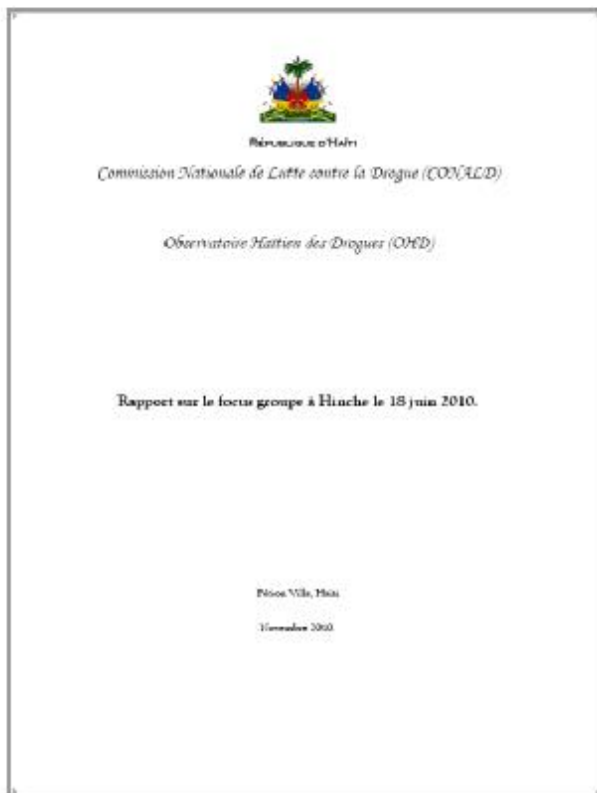 RÉPUBLIQUE D'HAÏTI
Commission Nationale de Lutte contre la Drogue (CONALD)
Observatoire Haïtien des Drogues (OHD)
Rapport sur le focus groupe à Hinche le 18 juin 2010.
Pétion Ville, Haïti
Novembre 2010